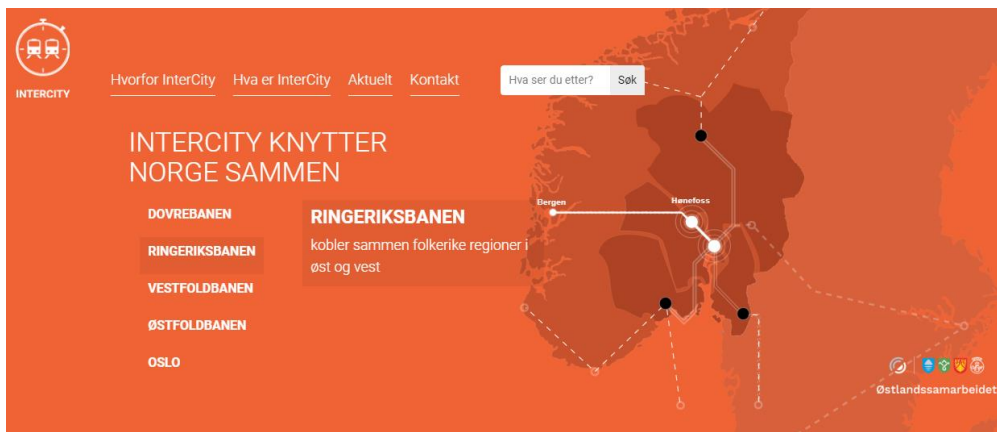 INTERCITY
Hvorfor InterCity
Hva er InterCity
Aktuelt
Kontakt
Hva ser du etter?
Søk
INTERCITY KNYTTER
NORGE SAMMEN
DOVREBANEN
RINGERIKSBANEN
VESTFOLDBANEN
ØSTFOLDBANEN
OSLO
RINGERIKSBANEN
kobler sammen folkerike regioner i
øst og vest
Bergen
Hønefoss
Østlandssamarbeidet